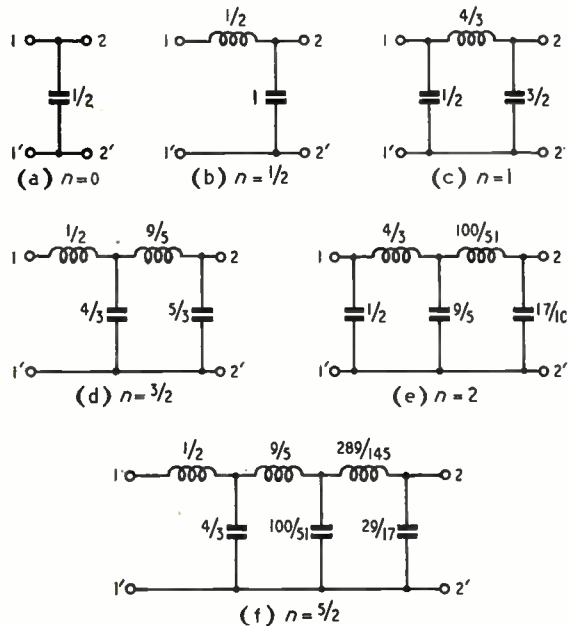 1/2 4/3
1 2 1 2 1 2
1/2 1 1/2 3/2
1' 2' 1' 2' 1' 2'
(a) n=0 (b) n=1/2 (c) n=1
1/2 9/5 4/3 100/51
1 2 1 2
4/3 5/3 1/2 9/5 17/10
1' 2' 1' 2'
(d) n=3/2 (e) n=2
1/2 9/5 289/145
1 2
4/3 100/51 29/17
1' 2'
(f) n=5/2